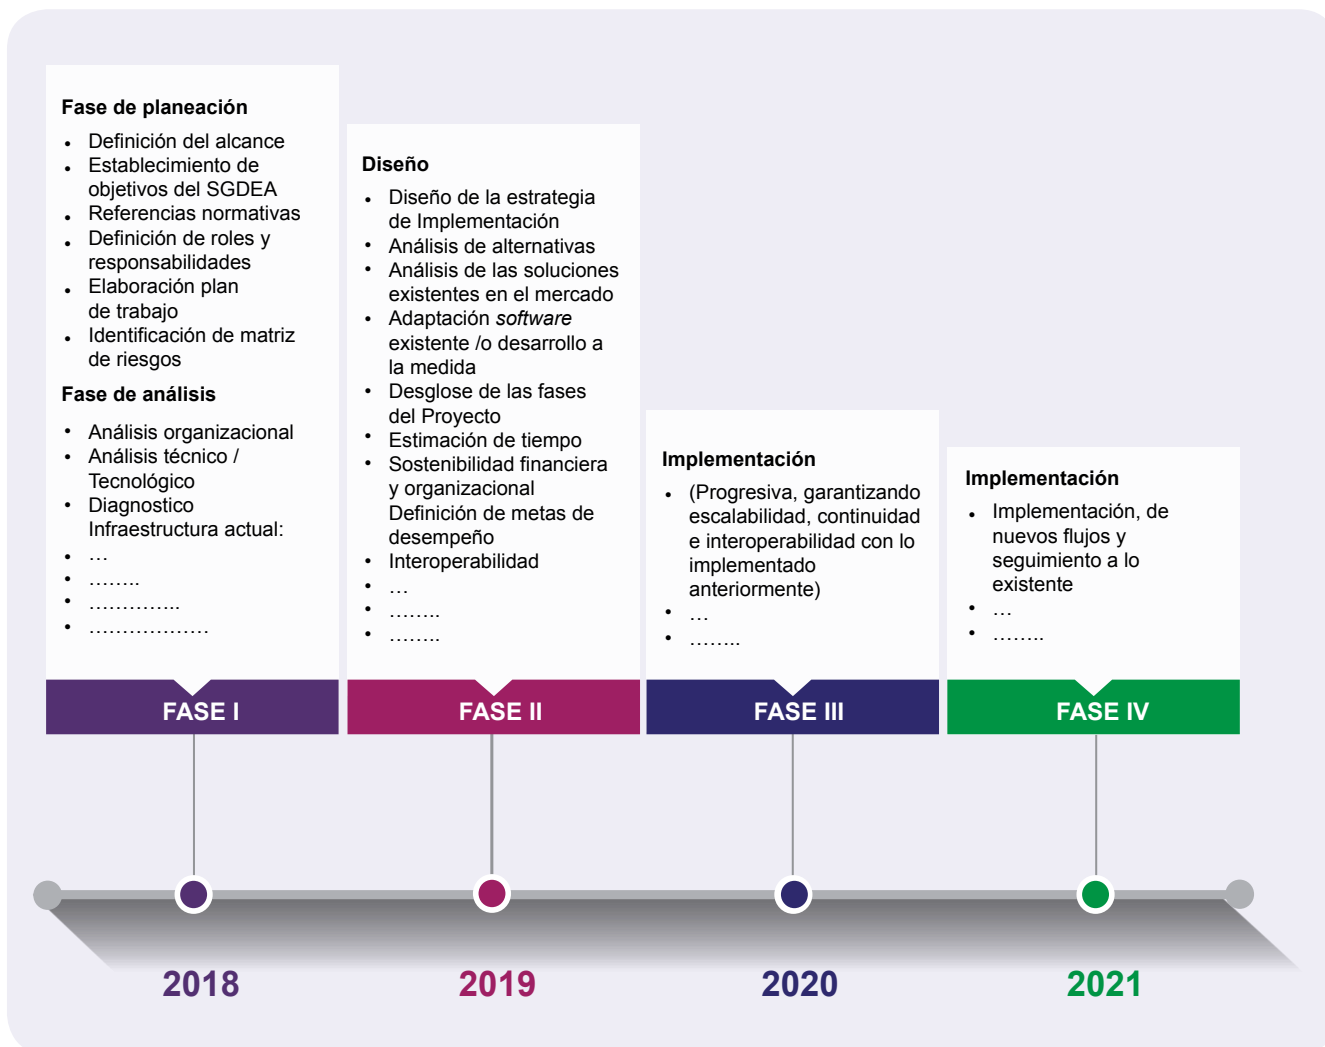 Fase de planeación
• Definición del alcance
• Establecimiento de
objetivos del SGDEA
• Referencias normativas
• Definición de roles y
responsabilidades
• Elaboración plan
de trabajo
• Identificación de matriz
de riesgos
Fase de análisis
• Análisis organizacional
• Análisis técnico /
Tecnológico
• Diagnostico
Infraestructura actual:
• …
• ……..
• …………..
• ………………
FASE I
2018
Diseño
• Diseño de la estrategia
de Implementación
• Análisis de alternativas
• Análisis de las soluciones
existentes en el mercado
• Adaptación software
existente /o desarrollo a
la medida
• Desglose de las fases
del Proyecto
• Estimación de tiempo
• Sostenibilidad financiera
y organizacional
Definición de metas de
desempeño
• Interoperabilidad
• …
• ……..
• ……..
FASE II
2019
Implementación
• (Progresiva, garantizando
escalabilidad, continuidad
e interoperabilidad con lo
implementado
anteriormente)
• …
• ……..
FASE III
2020
Implementación
• Implementación, de
nuevos flujos y
seguimiento a lo
existente
• …
• ……..
FASE IV
2021